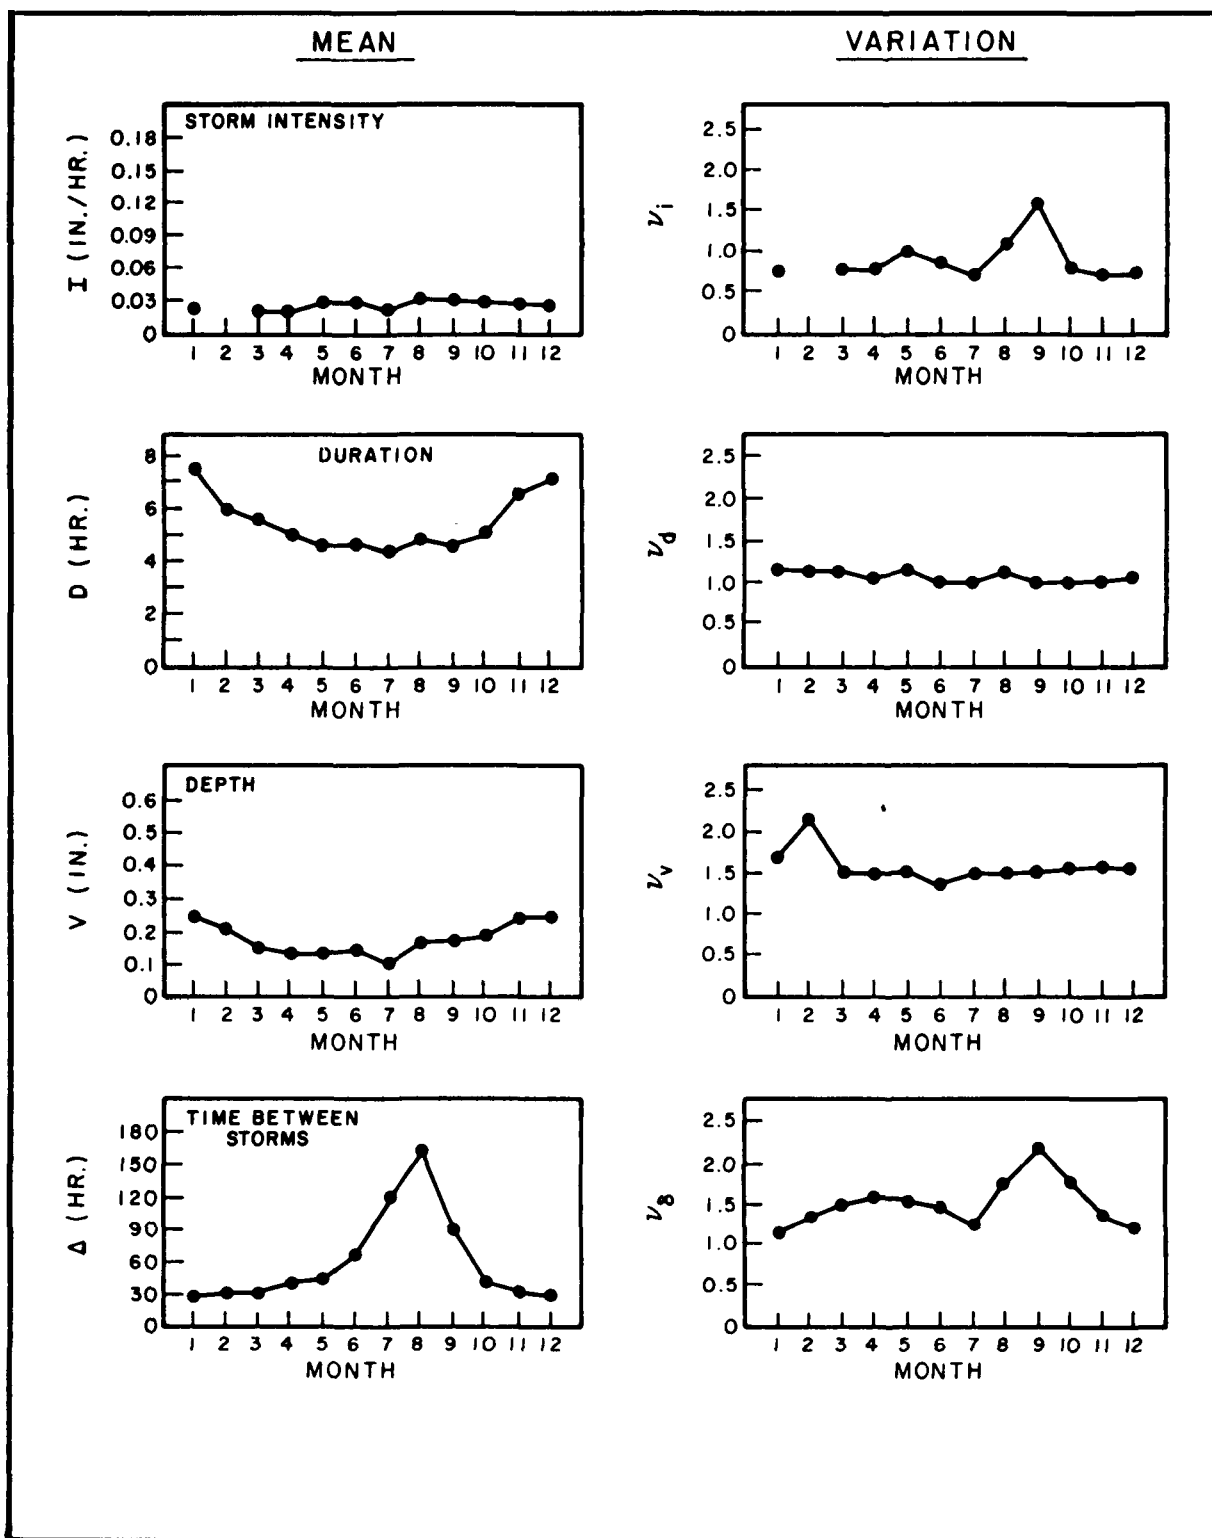 MEAN
VARIATION
STORM INTENSITY
I (IN./HR.)
0.18
0.15
0.12
0.09
0.06
0.03
0
1 2 3 4 5 6 7 8 9 10 11 12
MONTH
ν_i
2.5
2.0
1.5
1.0
0.5
0
1 2 3 4 5 6 7 8 9 10 11 12
MONTH
DURATION
D (HR.)
8
6
4
2
0
1 2 3 4 5 6 7 8 9 10 11 12
MONTH
ν_d
2.5
2.0
1.5
1.0
0.5
0
1 2 3 4 5 6 7 8 9 10 11 12
MONTH
DEPTH
V (IN.)
0.6
0.5
0.4
0.3
0.2
0.1
0
1 2 3 4 5 6 7 8 9 10 11 12
MONTH
ν_v
2.5
2.0
1.5
1.0
0.5
0
1 2 3 4 5 6 7 8 9 10 11 12
MONTH
TIME BETWEEN
STORMS
Δ (HR.)
180
150
120
90
60
30
0
1 2 3 4 5 6 7 8 9 10 11 12
MONTH
ν_δ
2.5
2.0
1.5
1.0
0.5
0
1 2 3 4 5 6 7 8 9 10 11 12
MONTH